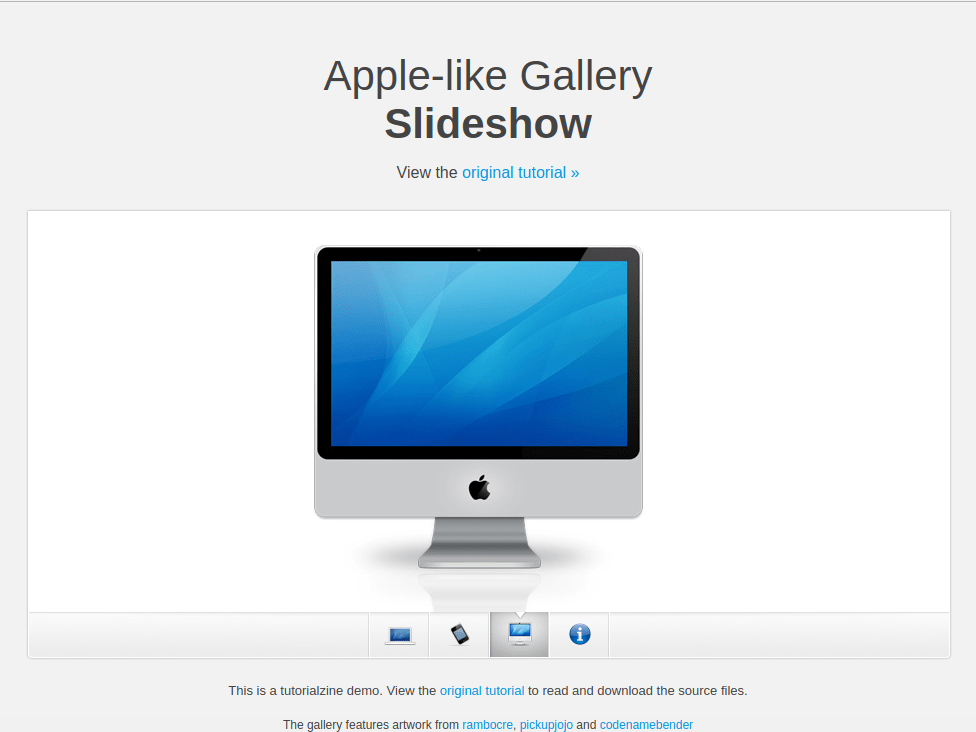 Apple-like Gallery
Slideshow
View the original tutorial »
This is a tutorialzine demo. View the original tutorial to read and download the source files.
The gallery features artwork from rambocre, pickupjojo and codenamebender